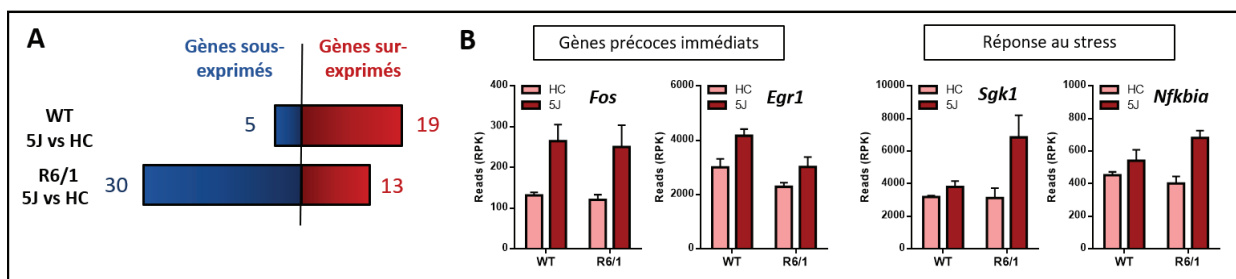 A
Gènes sous-
exprimés
Gènes sur-
exprimés
WT
5J vs HC
5
19
R6/1
5J vs HC
30
13
B
Gènes précoces immédiats
Réponse au stress
HC
5J
Fos
Reads (RPK)
400
300
200
100
0
WT
R6/1
HC
5J
Egr1
Reads (RPK)
6000
4000
2000
0
WT
R6/1
HC
5J
Sgk1
Reads (RPK)
10000
8000
6000
4000
2000
0
WT
R6/1
HC
5J
Nfkbia
Reads (RPK)
1000
800
600
400
200
0
WT
R6/1